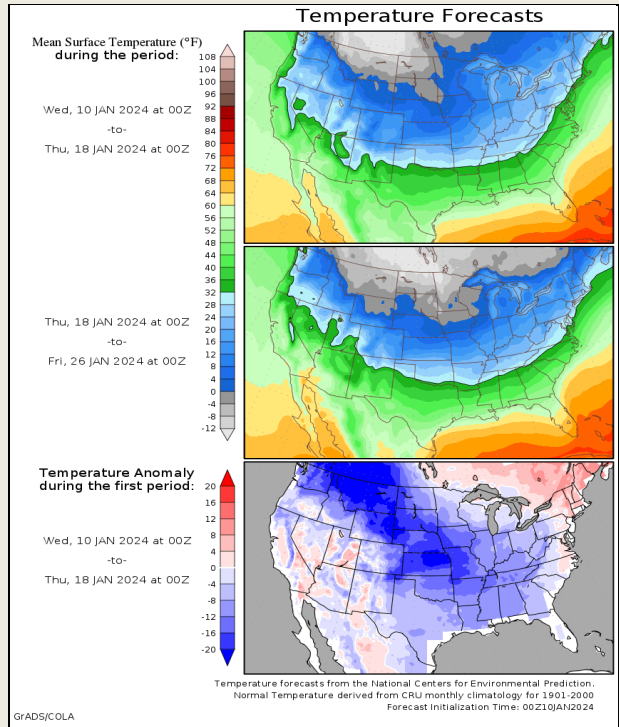 Temperature Forecasts
Mean Surface Temperature (°F)
during the period:
108
104
100
96
92
88
84
80
76
72
68
64
60
56
52
48
44
40
36
32
28
24
20
16
12
8
4
0
-4
-8
-12
Wed, 10 JAN 2024 at 00Z
-to-
Thu, 18 JAN 2024 at 00Z
Thu, 18 JAN 2024 at 00Z
-to-
Fri, 26 JAN 2024 at 00Z
Temperature Anomaly
during the first period:
20
16
12
8
4
0
-4
-8
-12
-16
-20
Wed, 10 JAN 2024 at 00Z
-to-
Thu, 18 JAN 2024 at 00Z
Temperature forecasts from the National Centers for Environmental Prediction.
Normal Temperature derived from CRU monthly climatology for 1901-2000
Forecast Initialization Time: 00Z10JAN2024
GrADS/COLA